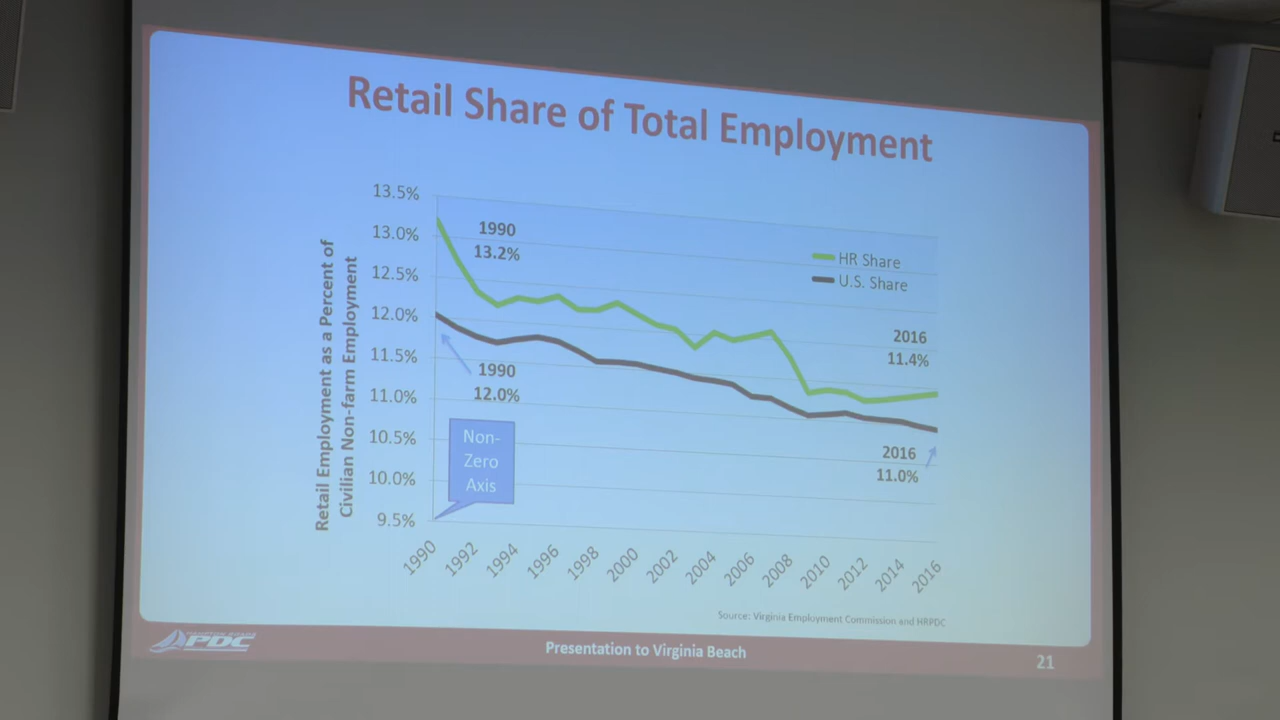 Retail Share of Total Employment
Retail Employment as a Percent of
Civilian Non-farm Employment
13.5%
13.0%
12.5%
12.0%
11.5%
11.0%
10.5%
10.0%
9.5%
1990
13.2%
HR Share
U.S. Share
2016
11.4%
1990
12.0%
Non-
Zero
Axis
2016
11.0%
1990
1992
1994
1996
1998
2000
2002
2004
2006
2008
2010
2012
2014
2016
Source: Virginia Employment Commission and HRPDC
HAMPTON ROADS
PDC
Presentation to Virginia Beach
21